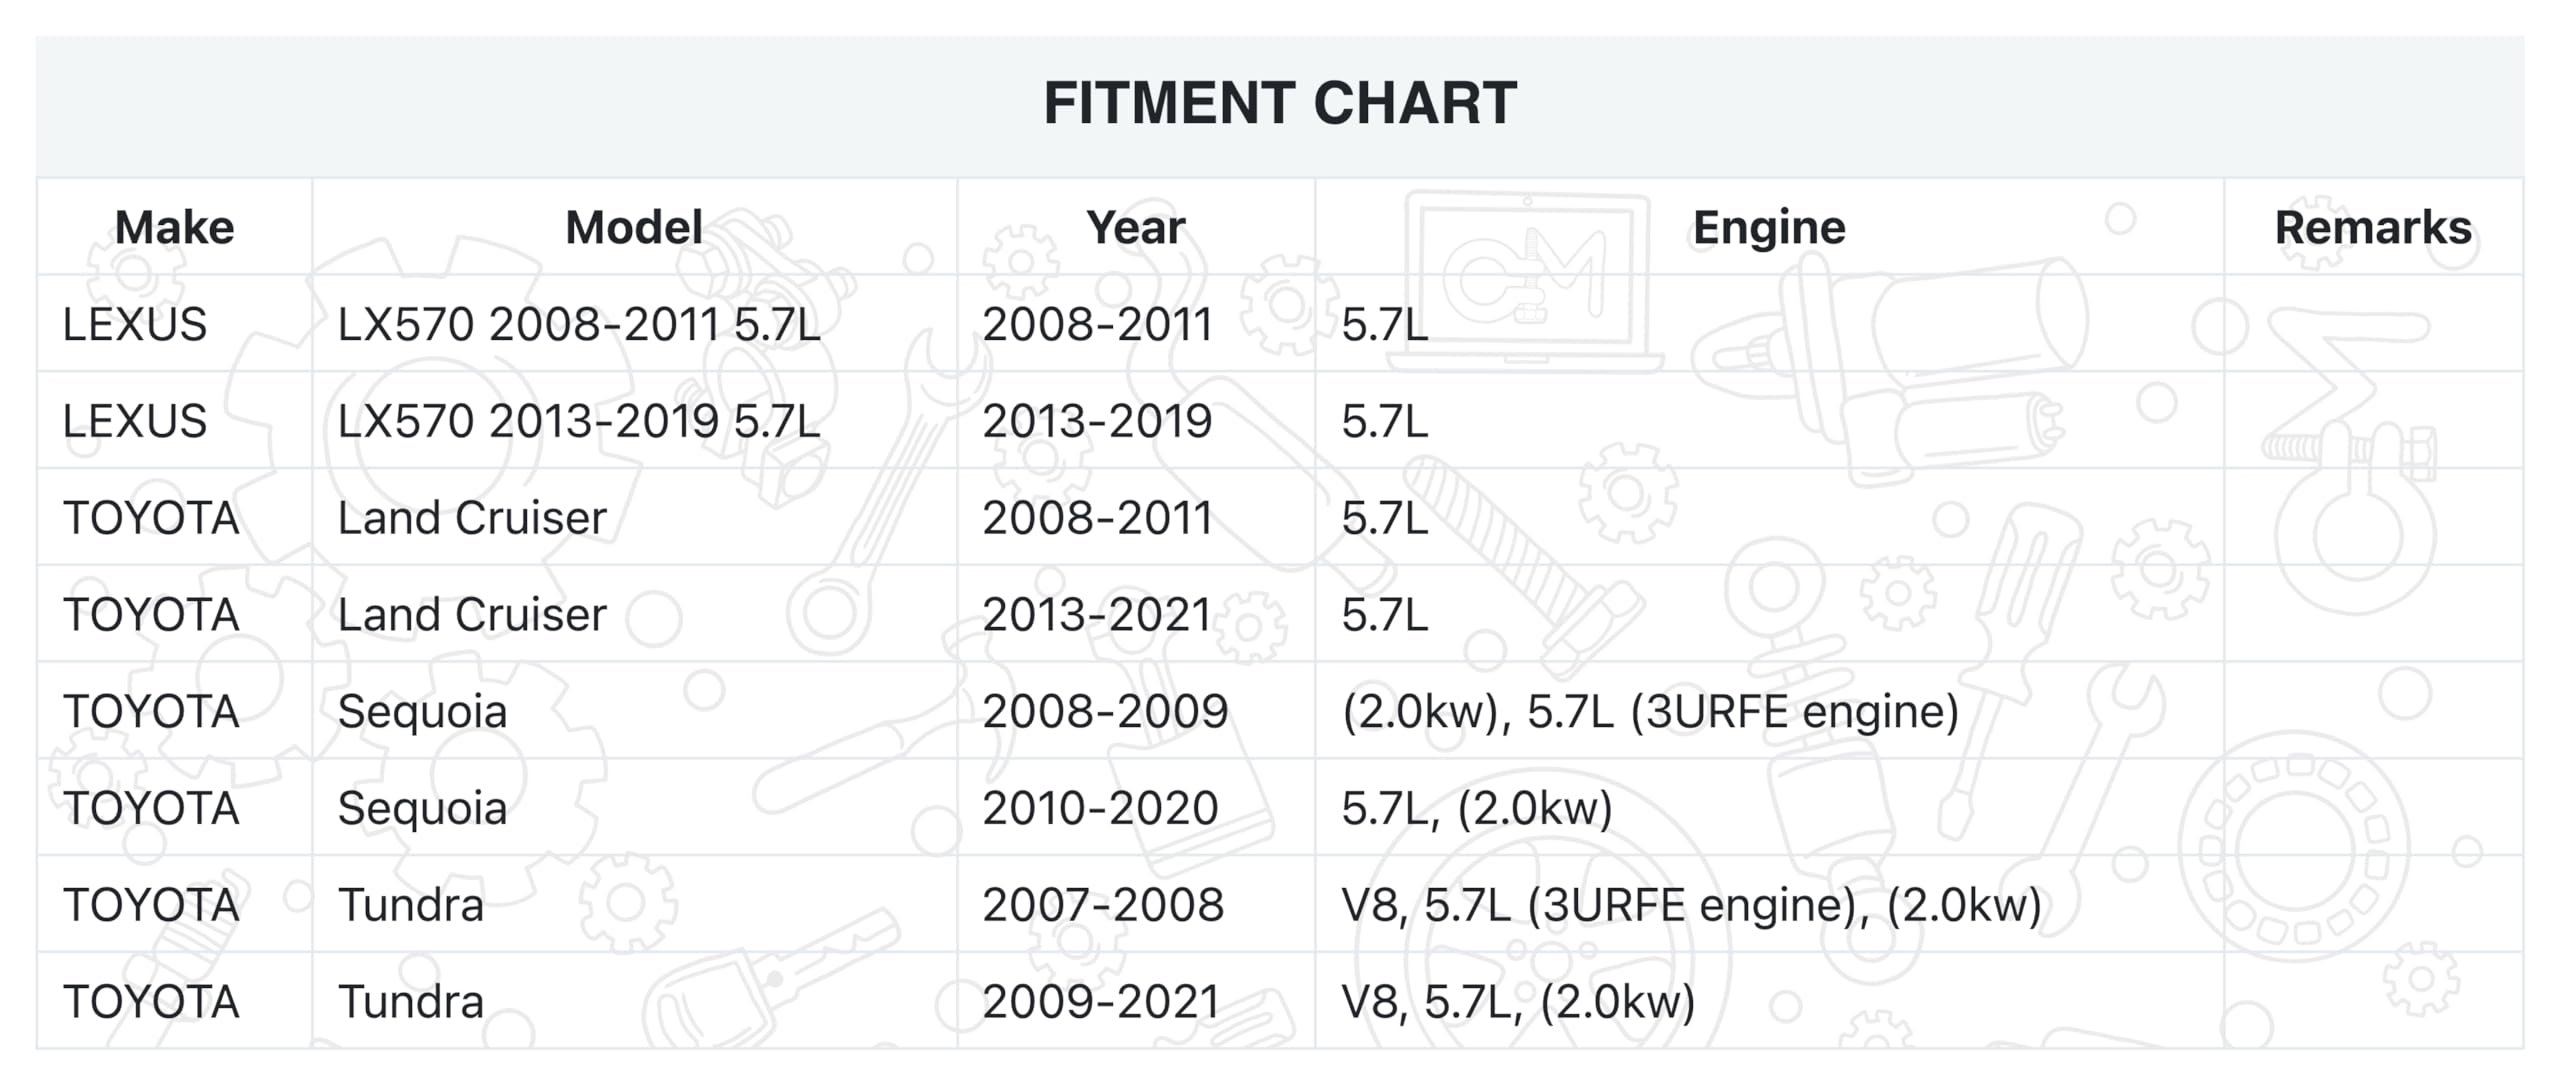 FITMENT CHART
Make Model Year Engine Remarks
LEXUS LX570 2008-2011 5.7L 2008-2011 5.7L
LEXUS LX570 2013-2019 5.7L 2013-2019 5.7L
TOYOTA Land Cruiser 2008-2011 5.7L
TOYOTA Land Cruiser 2013-2021 5.7L
TOYOTA Sequoia 2008-2009 (2.0kw), 5.7L (3URFE engine)
TOYOTA Sequoia 2010-2020 5.7L, (2.0kw)
TOYOTA Tundra 2007-2008 V8, 5.7L (3URFE engine), (2.0kw)
TOYOTA Tundra 2009-2021 V8, 5.7L, (2.0kw)